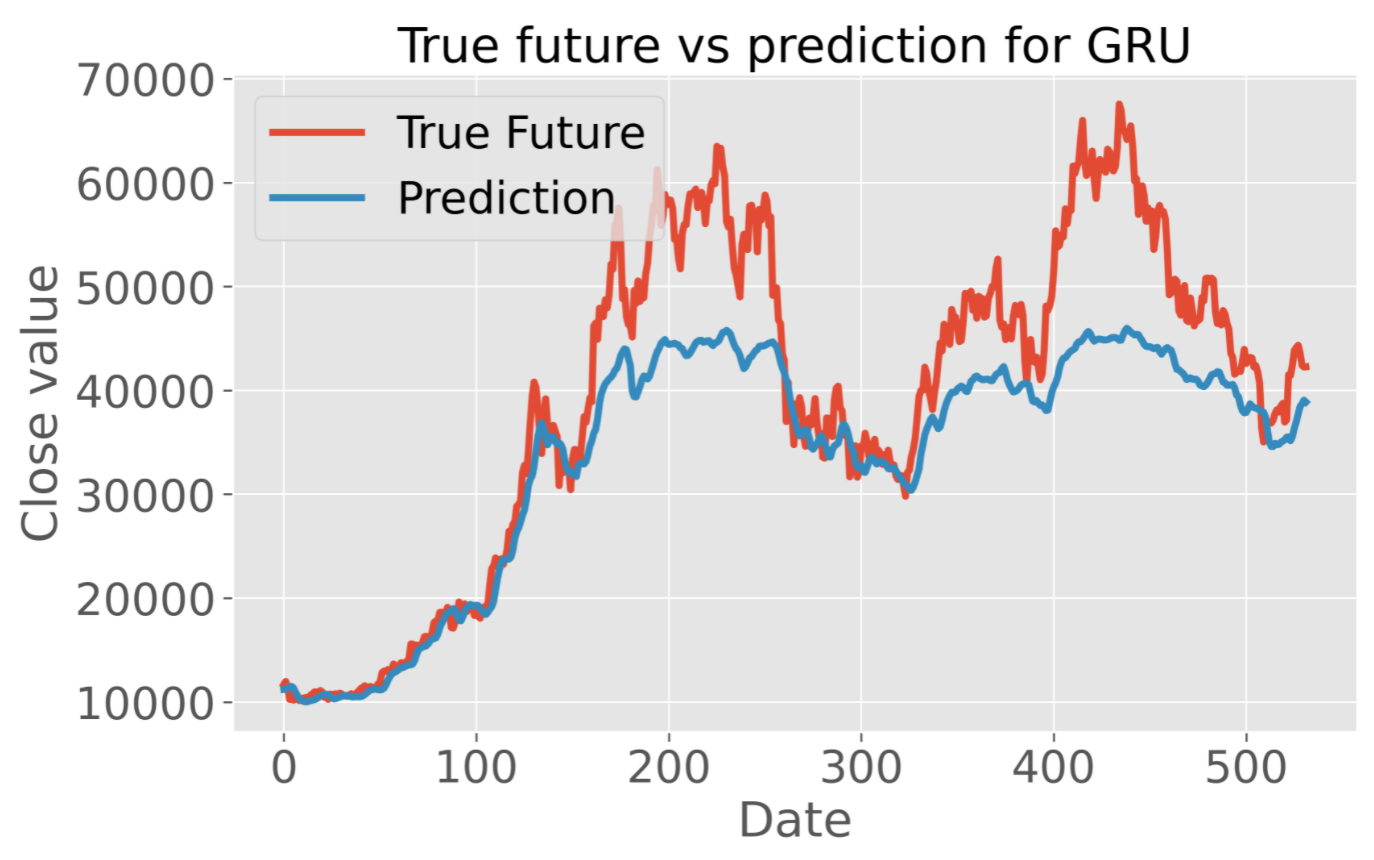 True future vs prediction for GRU
70000
60000
50000
40000
30000
20000
10000
Close value
True Future
Prediction
0 100 200 300 400 500
Date